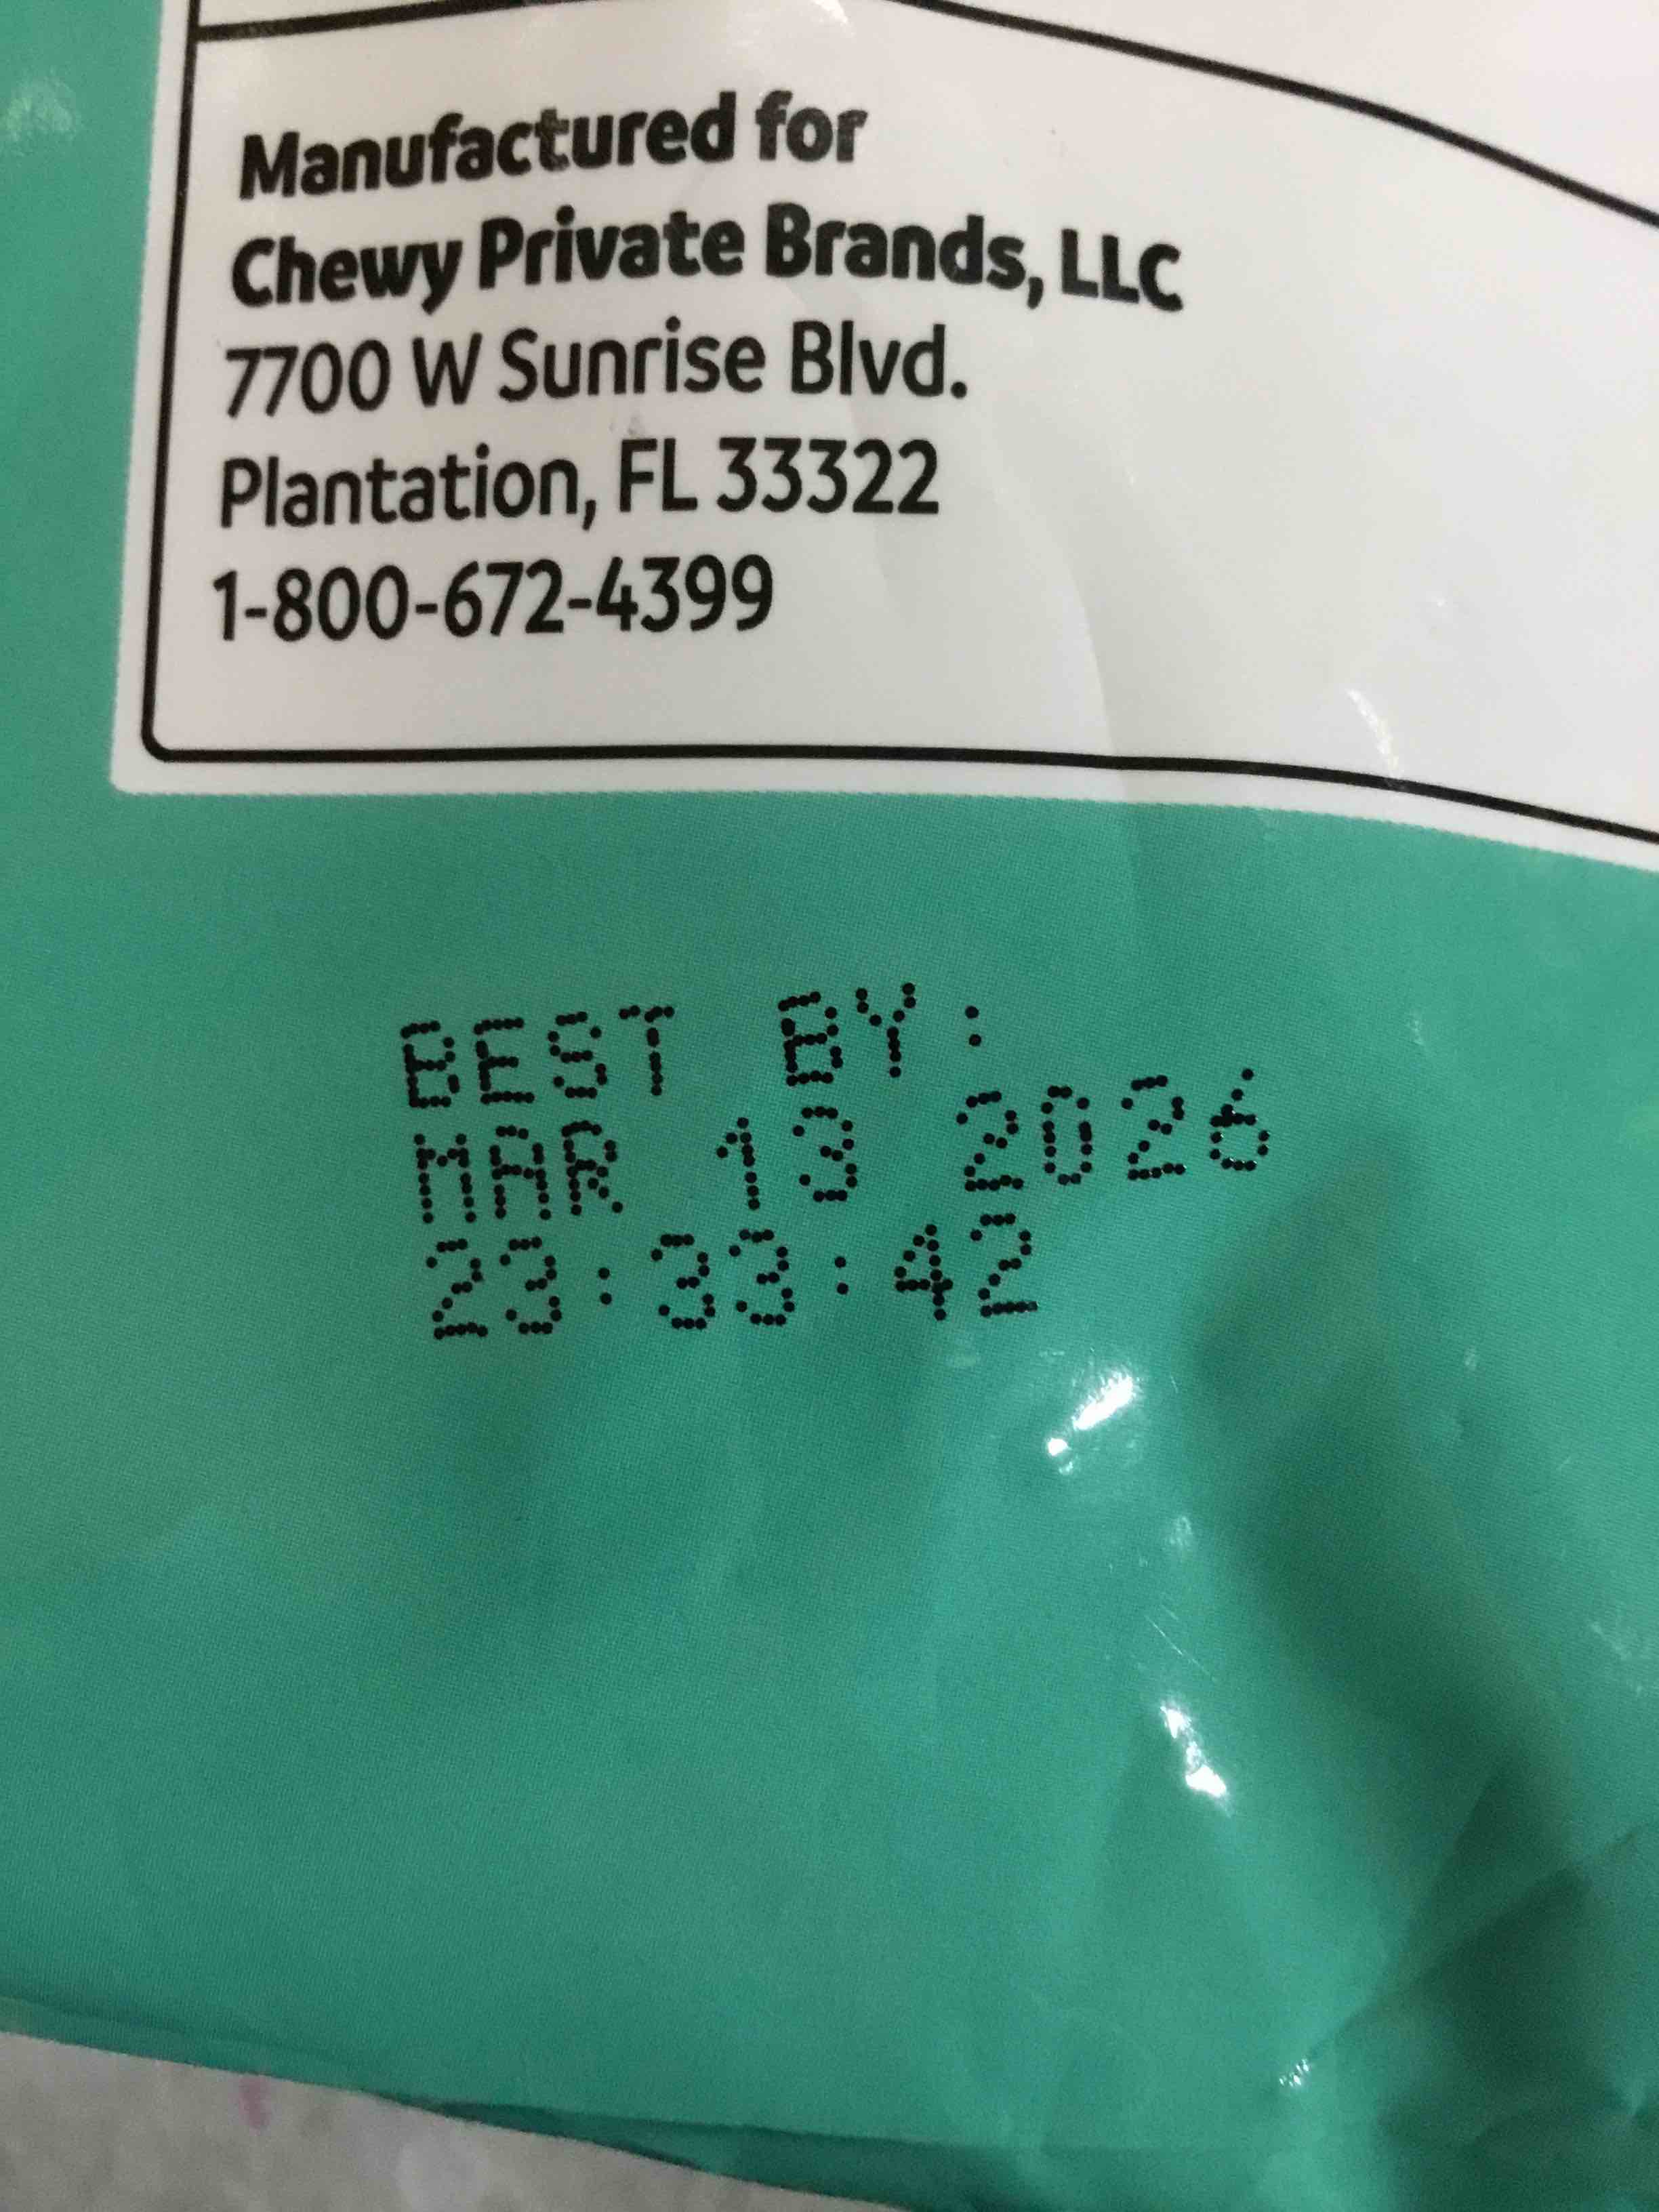 Manufactured for
Chewy Private Brands, LLC
7700 W Sunrise Blvd.
Plantation, FL 33322
1-800-672-4399
BEST BY:
MAR 13 2026
23:33:42